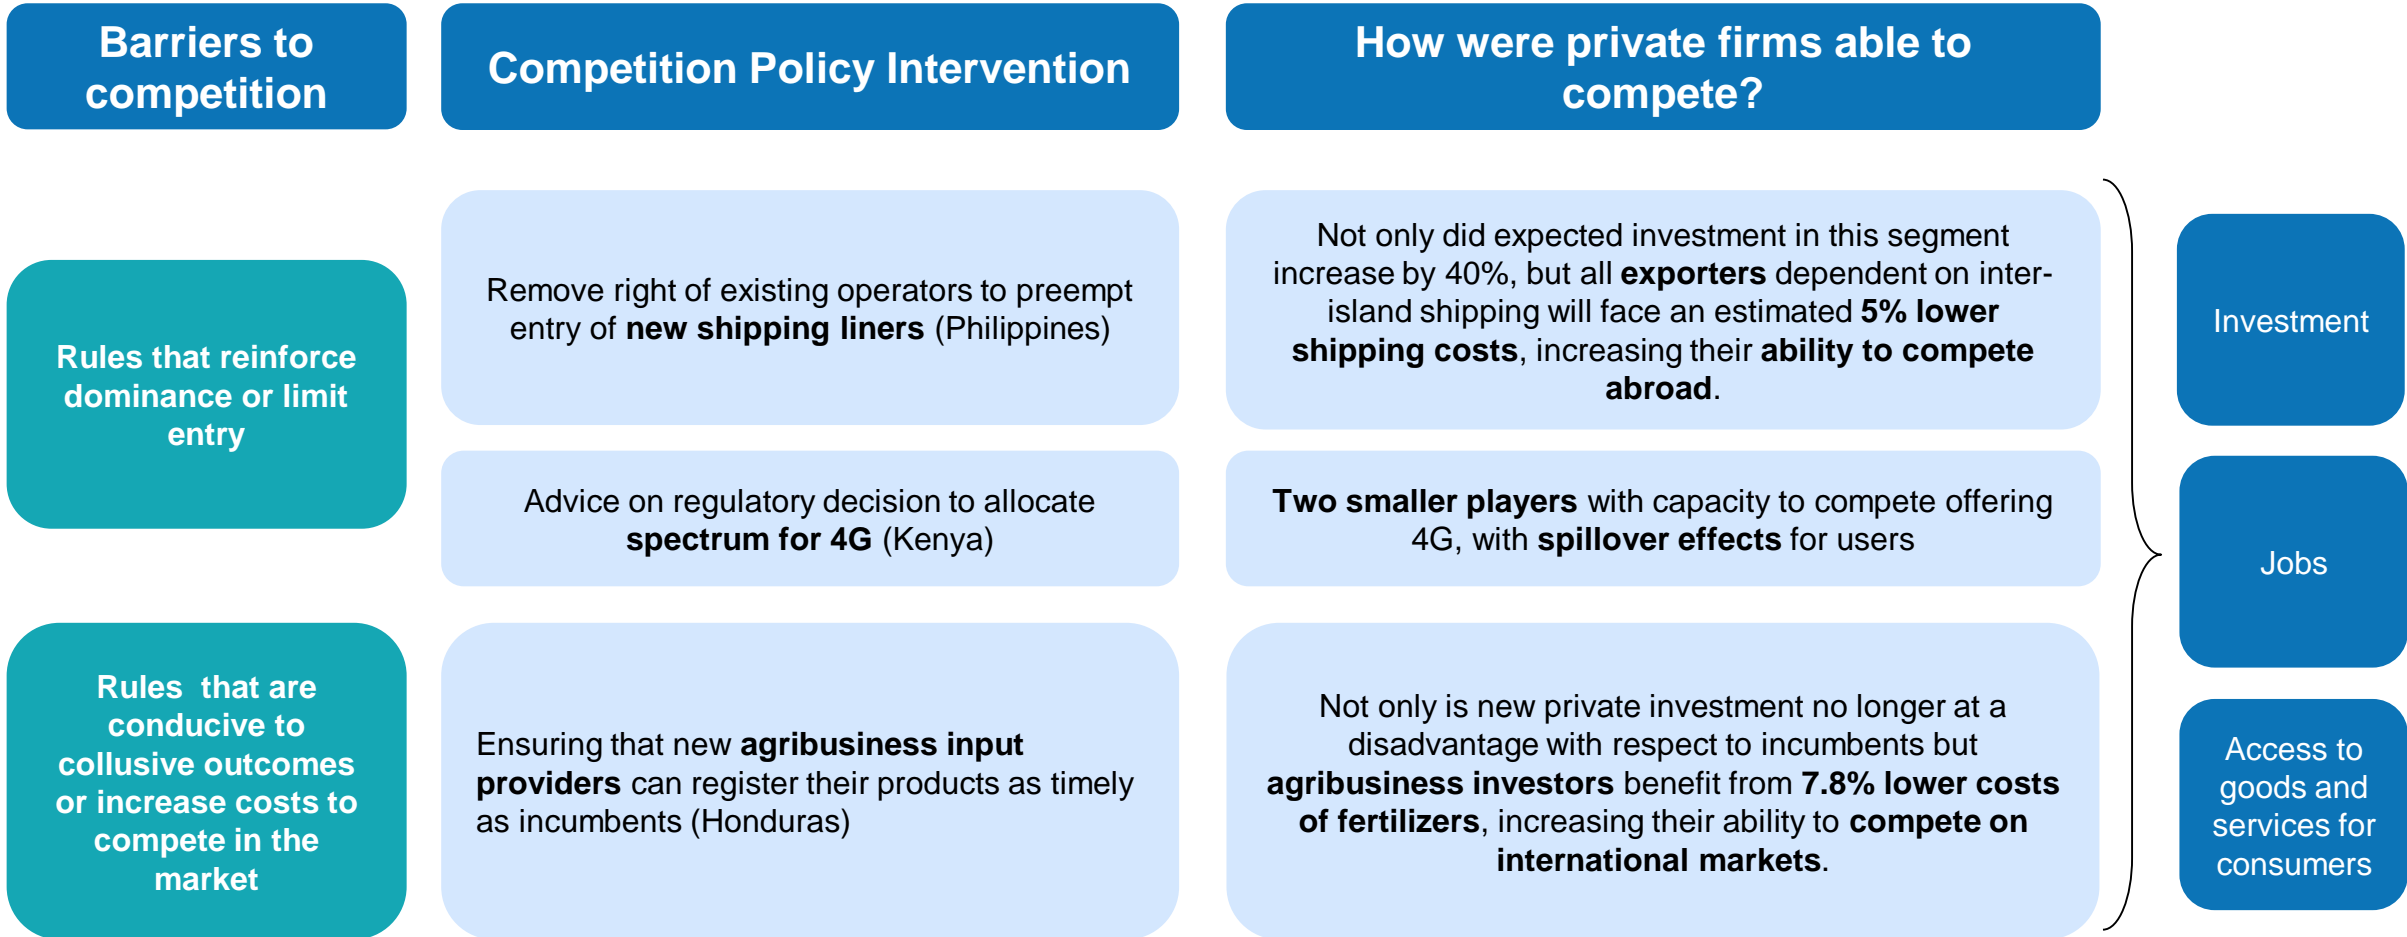 Barriers to
competition
Competition Policy Intervention
How were private firms able to
compete?
Rules that reinforce
dominance or limit
entry
Remove right of existing operators to preempt
entry of new shipping liners (Philippines)
Not only did expected investment in this segment
increase by 40%, but all exporters dependent on inter-
island shipping will face an estimated 5% lower
shipping costs, increasing their ability to compete
abroad.
Advice on regulatory decision to allocate
spectrum for 4G (Kenya)
Two smaller players with capacity to compete offering
4G, with spillover effects for users
Rules that are
conducive to
collusive outcomes
or increase costs to
compete in the
market
Ensuring that new agribusiness input
providers can register their products as timely
as incumbents (Honduras)
Not only is new private investment no longer at a
disadvantage with respect to incumbents but
agribusiness investors benefit from 7.8% lower costs
of fertilizers, increasing their ability to compete on
international markets.
Investment
Jobs
Access to
goods and
services for
consumers